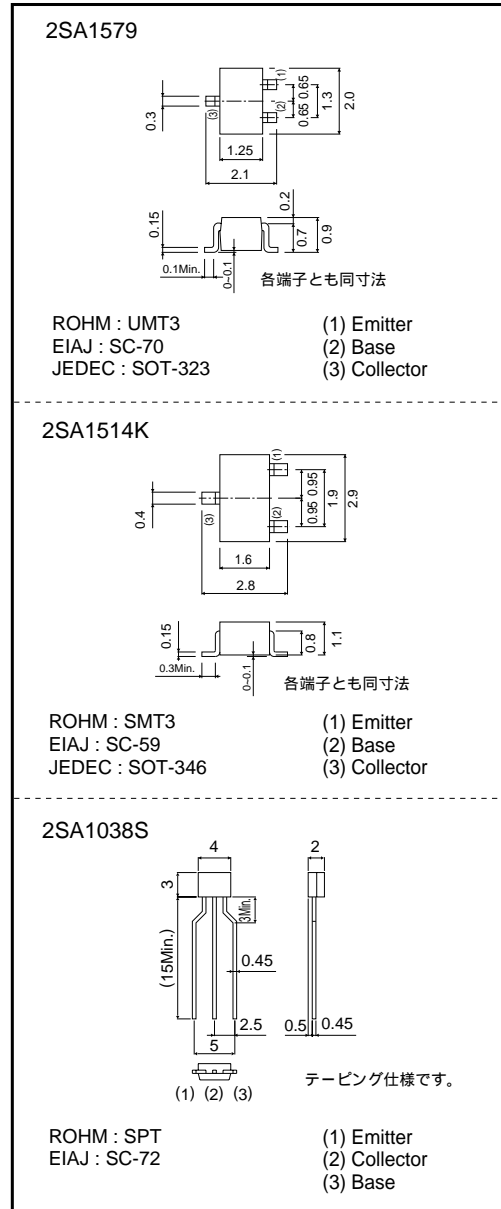 2SA1579
(1)
(2)
(3)
0.65 0.65
1.3
2.0
0.3
1.25
2.1
0.2
0.15
0.7
0.9
0.1Min.
0~0.1
各端子とも同寸法
ROHM : UMT3
EIAJ : SC-70
JEDEC : SOT-323
(1) Emitter
(2) Base
(3) Collector
2SA1514K
(1)
(2)
(3)
0.95 0.95
1.9
2.9
0.4
1.6
2.8
0.15
0.8
1.1
0.3Min.
0~0.1
各端子とも同寸法
ROHM : SMT3
EIAJ : SC-59
JEDEC : SOT-346
(1) Emitter
(2) Base
(3) Collector
2SA1038S
4
2
3
3Min.
(15Min.)
0.45
2.5
5
0.5
0.45
(1) (2) (3)
テーピング仕様です。
ROHM : SPT
EIAJ : SC-72
(1) Emitter
(2) Collector
(3) Base